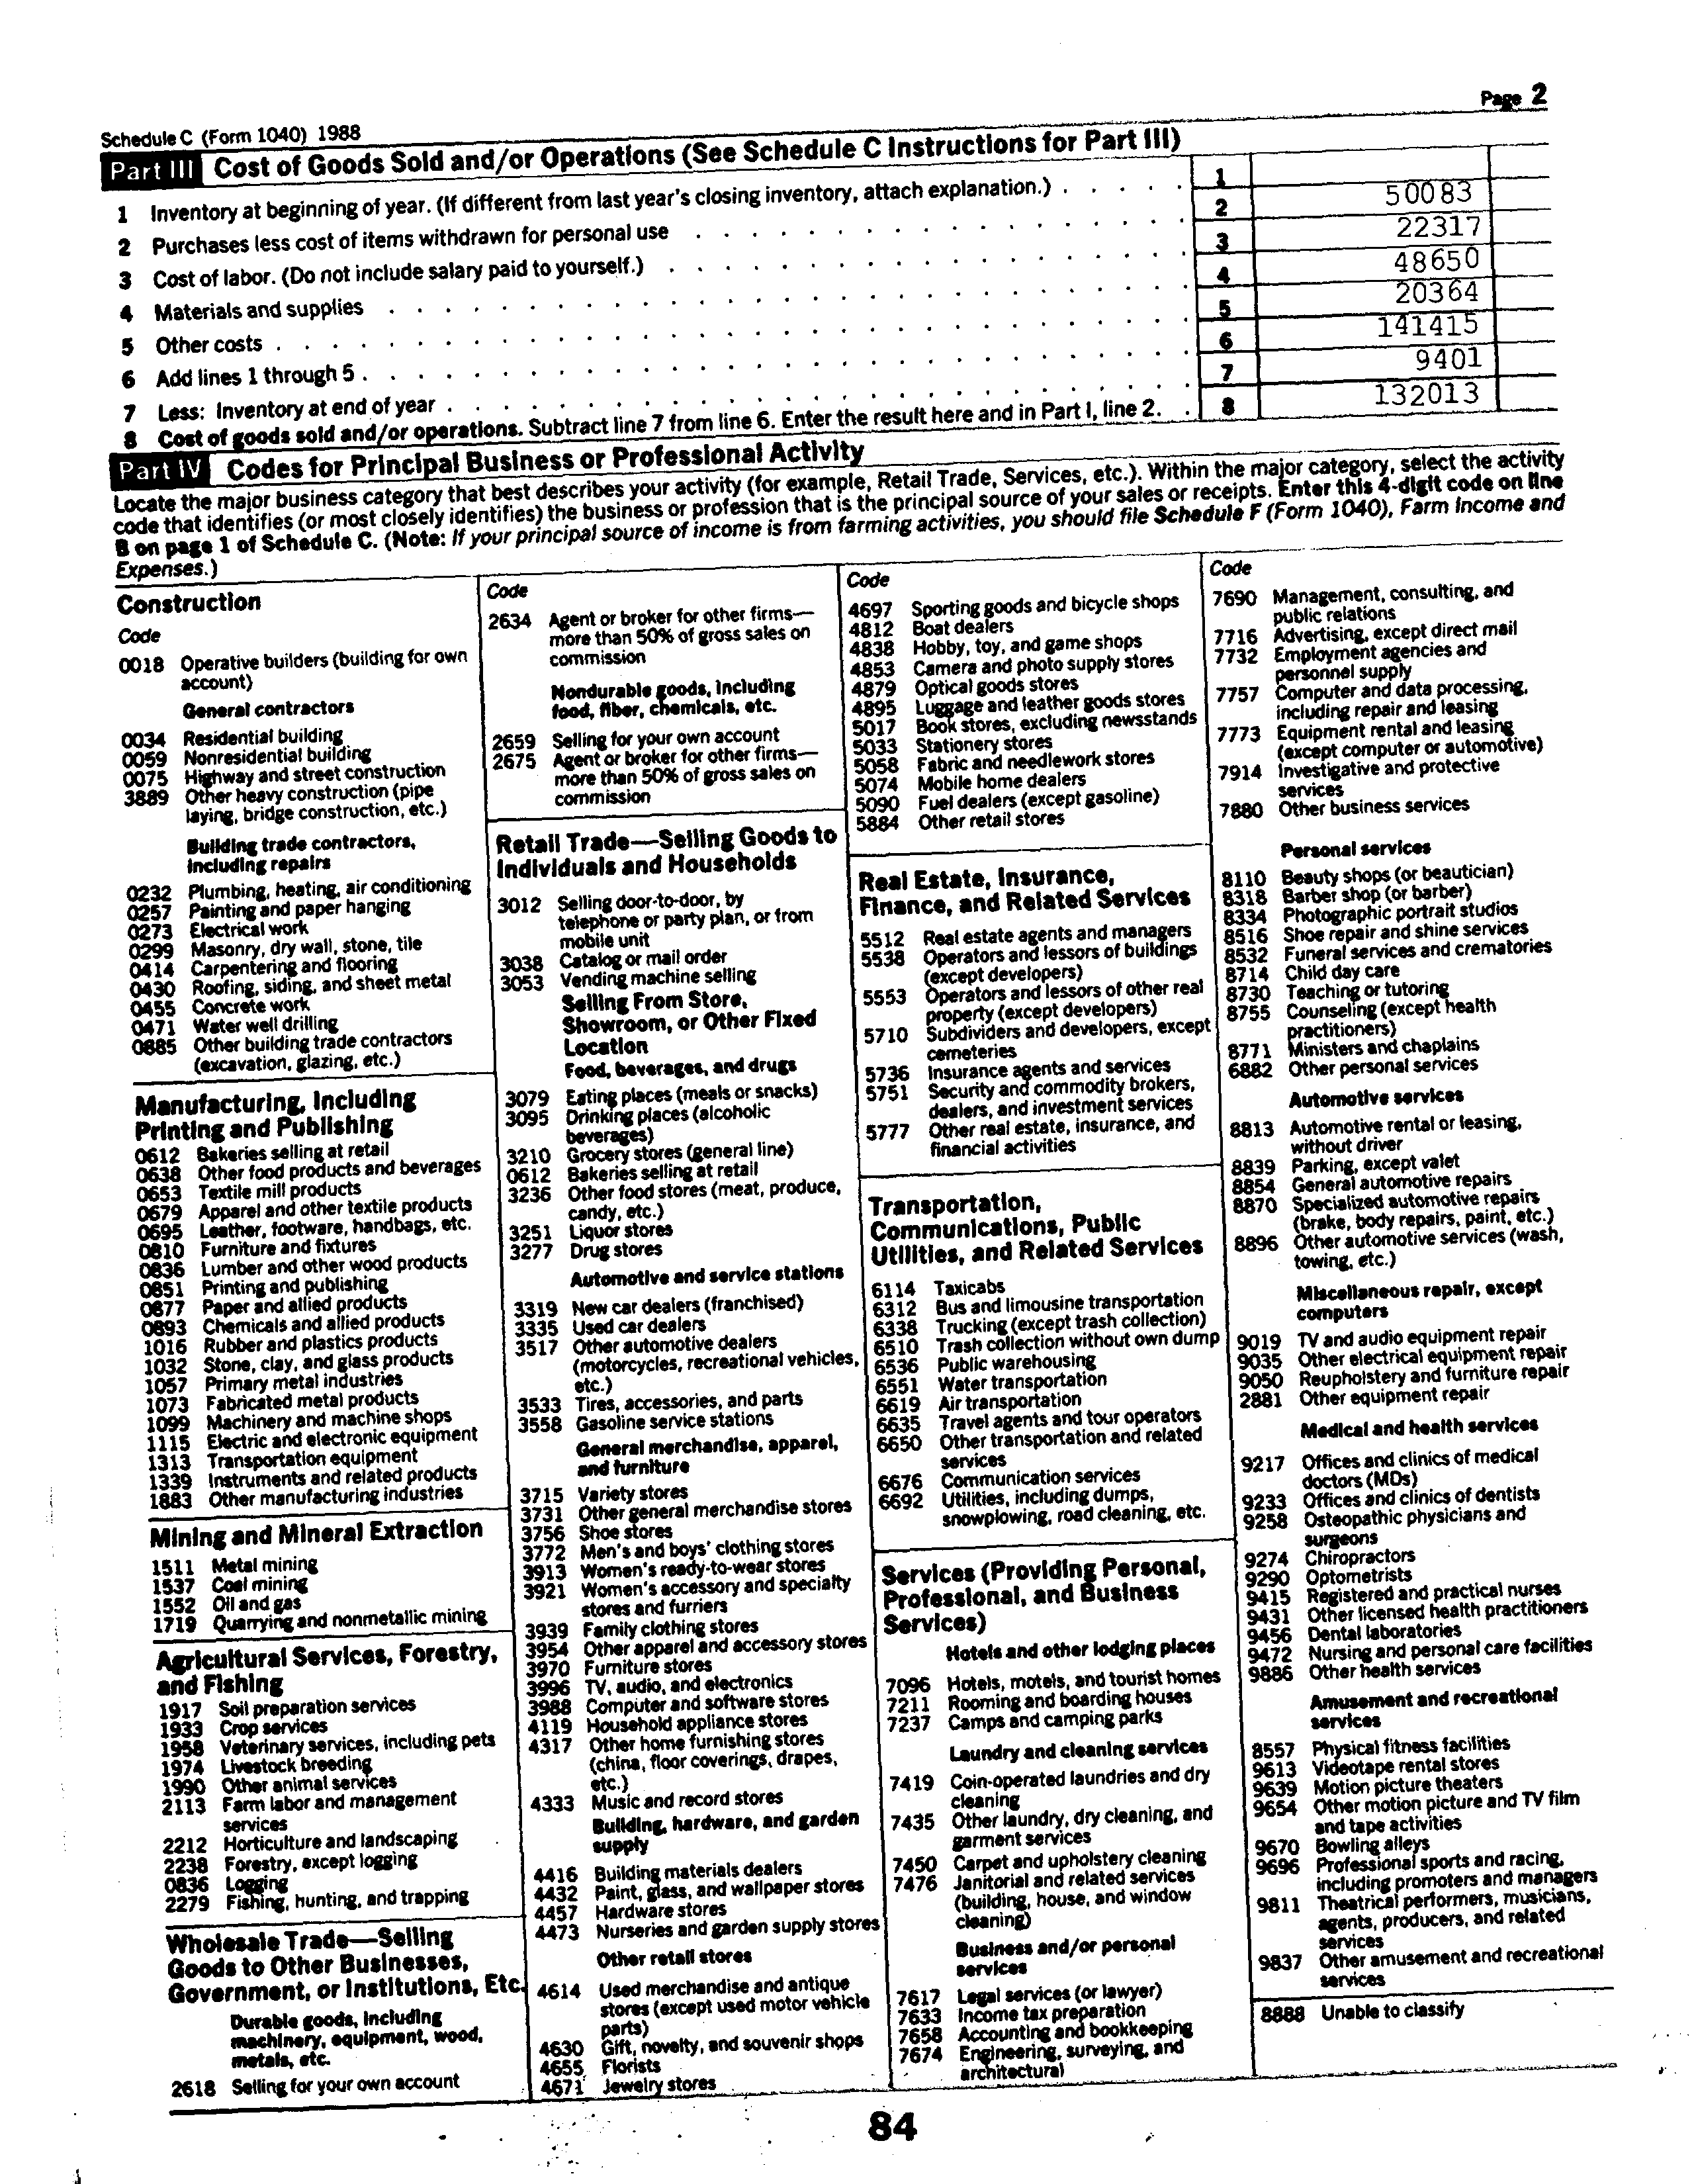 Page 2
Schedule C (Form 1040) 1988
Part III Cost of Goods Sold and/or Operations (See Schedule C Instructions for Part III)
1 Inventory at beginning of year. (If different from last year's closing inventory, attach explanation.) . . . . . 1
2 Purchases less cost of items withdrawn for personal use 2 50083
3 Cost of labor. (Do not include salary paid to yourself.) 3 22317
4 Materials and supplies 4 48650
5 Other costs 5 20364
6 Add lines 1 through 5 6 141415
7 Less: Inventory at end of year 7 9401
8 Cost of goods sold and/or operations. Subtract line 7 from line 6. Enter the result here and in Part I, line 2. 8 132013
Part IV Codes for Principal Business or Professional Activity
Locate the major business category that best describes your activity (for example, Retail Trade, Services, etc.). Within the major category, select the activity
code that identifies (or most closely identifies) the business or profession that is the principal source of your sales or receipts. Enter this 4-digit code on line
B on page 1 of Schedule C. (Note: If your principal source of income is from farming activities, you should file Schedule F (Form 1040), Farm Income and
Expenses.)
Construction
Code
0018 Operative builders (building for own
account)
General contractors
0034 Residential building
0059 Nonresidential building
0075 Highway and street construction
3889 Other heavy construction (pipe
laying, bridge construction, etc.)
Building trade contractors,
including repairs
0232 Plumbing, heating, air conditioning
0257 Painting and paper hanging
0273 Electrical work
0299 Masonry, dry wall, stone, tile
0414 Carpentering and flooring
0430 Roofing, siding, and sheet metal
0455 Concrete work
0471 Water well drilling
0885 Other building trade contractors
(excavation, glazing, etc.)
Manufacturing, Including
Printing and Publishing
0612 Bakeries selling at retail
0638 Other food products and beverages
0653 Textile mill products
0679 Apparel and other textile products
0695 Leather, footware, handbags, etc.
0810 Furniture and fixtures
0836 Lumber and other wood products
0851 Printing and publishing
0877 Paper and allied products
0893 Chemicals and allied products
1016 Rubber and plastics products
1032 Stone, clay, and glass products
1057 Primary metal industries
1073 Fabricated metal products
1099 Machinery and machine shops
1115 Electric and electronic equipment
1313 Transportation equipment
1339 Instruments and related products
1883 Other manufacturing industries
Mining and Mineral Extraction
1511 Metal mining
1537 Coal mining
1552 Oil and gas
1719 Quarrying and nonmetallic mining
Agricultural Services, Forestry,
and Fishing
1917 Soil preparation services
1933 Crop services
1958 Veterinary services, including pets
1974 Livestock breeding
1990 Other animal services
2113 Farm labor and management
services
2212 Horticulture and landscaping
2238 Forestry, except logging
0836 Logging
2279 Fishing, hunting, and trapping
Wholesale Trade—Selling
Goods to Other Businesses,
Government, or Institutions, Etc.
Durable goods, including
machinery, equipment, wood,
metals, etc.
2618 Selling for your own account
Code
2634 Agent or broker for other firms—
more than 50% of gross sales on
commission
Nondurable goods, including
food, fiber, chemicals, etc.
2659 Selling for your own account
2675 Agent or broker for other firms—
more than 50% of gross sales on
commission
Retail Trade—Selling Goods to
Individuals and Households
3012 Selling door-to-door, by
telephone or party plan, or from
mobile unit
3038 Catalog or mail order
3053 Vending machine selling
Selling From Store,
Showroom, or Other Fixed
Location
Food, beverages, and drugs
3079 Eating places (meals or snacks)
3095 Drinking places (alcoholic
beverages)
3210 Grocery stores (general line)
0612 Bakeries selling at retail
3236 Other food stores (meat, produce,
candy, etc.)
3251 Liquor stores
3277 Drug stores
Automotive and service stations
3319 New car dealers (franchised)
3335 Used car dealers
3517 Other automotive dealers
(motorcycles, recreational vehicles,
etc.)
3533 Tires, accessories, and parts
3558 Gasoline service stations
General merchandise, apparel,
and furniture
3715 Variety stores
3731 Other general merchandise stores
3756 Shoe stores
3772 Men's and boys' clothing stores
3913 Women's ready-to-wear stores
3921 Women's accessory and specialty
stores and furriers
3939 Family clothing stores
3954 Other apparel and accessory stores
3970 Furniture stores
3996 TV, audio, and electronics
3988 Computer and software stores
4119 Household appliance stores
4317 Other home furnishing stores
(china, floor coverings, drapes,
etc.)
4333 Music and record stores
Building, hardware, and garden
supply
4416 Building materials dealers
4432 Paint, glass, and wallpaper stores
4457 Hardware stores
4473 Nurseries and garden supply stores
Other retail stores
4614 Used merchandise and antique
stores (except used motor vehicle
parts)
4630 Gift, novelty, and souvenir shops
4655 Florists
4671 Jewelry stores
Code
4697 Sporting goods and bicycle shops
4812 Boat dealers
4838 Hobby, toy, and game shops
4853 Camera and photo supply stores
4879 Optical goods stores
4895 Luggage and leather goods stores
5017 Book stores, excluding newsstands
5033 Stationery stores
5058 Fabric and needlework stores
5074 Mobile home dealers
5090 Fuel dealers (except gasoline)
5884 Other retail stores
Real Estate, Insurance,
Finance, and Related Services
5512 Real estate agents and managers
5538 Operators and lessors of buildings
(except developers)
5553 Operators and lessors of other real
property (except developers)
5710 Subdividers and developers, except
cemeteries
5736 Insurance agents and services
5751 Security and commodity brokers,
dealers, and investment services
5777 Other real estate, insurance, and
financial activities
Transportation,
Communications, Public
Utilities, and Related Services
6114 Taxicabs
6312 Bus and limousine transportation
6338 Trucking (except trash collection)
6510 Trash collection without own dump
6536 Public warehousing
6551 Water transportation
6619 Air transportation
6635 Travel agents and tour operators
6650 Other transportation and related
services
6676 Communication services
6692 Utilities, including dumps,
snowplowing, road cleaning, etc.
Services (Providing Personal,
Professional, and Business
Services)
Hotels and other lodging places
7096 Hotels, motels, and tourist homes
7211 Rooming and boarding houses
7237 Camps and camping parks
Laundry and cleaning services
7419 Coin-operated laundries and dry
cleaning
7435 Other laundry, dry cleaning, and
garment services
7450 Carpet and upholstery cleaning
7476 Janitorial and related services
(building, house, and window
cleaning)
Business and/or personal
services
7617 Legal services (or lawyer)
7633 Income tax preparation
7658 Accounting and bookkeeping
7674 Engineering, surveying, and
architectural
Code
7690 Management, consulting, and
public relations
7716 Advertising, except direct mail
7732 Employment agencies and
personnel supply
7757 Computer and data processing,
including repair and leasing
7773 Equipment rental and leasing
(except computer or automotive)
7914 Investigative and protective
services
7880 Other business services
Personal services
8110 Beauty shops (or beautician)
8318 Barber shop (or barber)
8334 Photographic portrait studios
8516 Shoe repair and shine services
8532 Funeral services and crematories
8714 Child day care
8730 Teaching or tutoring
8755 Counseling (except health
practitioners)
8771 Ministers and chaplains
6882 Other personal services
Automotive services
8813 Automotive rental or leasing,
without driver
8839 Parking, except valet
8854 General automotive repairs
8870 Specialized automotive repairs
(brake, body repairs, paint, etc.)
8896 Other automotive services (wash,
towing, etc.)
Miscellaneous repair, except
computers
9019 TV and audio equipment repair
9035 Other electrical equipment repair
9050 Reupholstery and furniture repair
2881 Other equipment repair
Medical and health services
9217 Offices and clinics of medical
doctors (MDs)
9233 Offices and clinics of dentists
9258 Osteopathic physicians and
surgeons
9274 Chiropractors
9290 Optometrists
9415 Registered and practical nurses
9431 Other licensed health practitioners
9456 Dental laboratories
9472 Nursing and personal care facilities
9886 Other health services
Amusement and recreational
services
8557 Physical fitness facilities
9613 Videotape rental stores
9639 Motion picture theaters
9654 Other motion picture and TV film
and tape activities
9670 Bowling alleys
9696 Professional sports and racing,
including promoters and managers
9811 Theatrical performers, musicians,
agents, producers, and related
services
9837 Other amusement and recreational
services
8888 Unable to classify
84